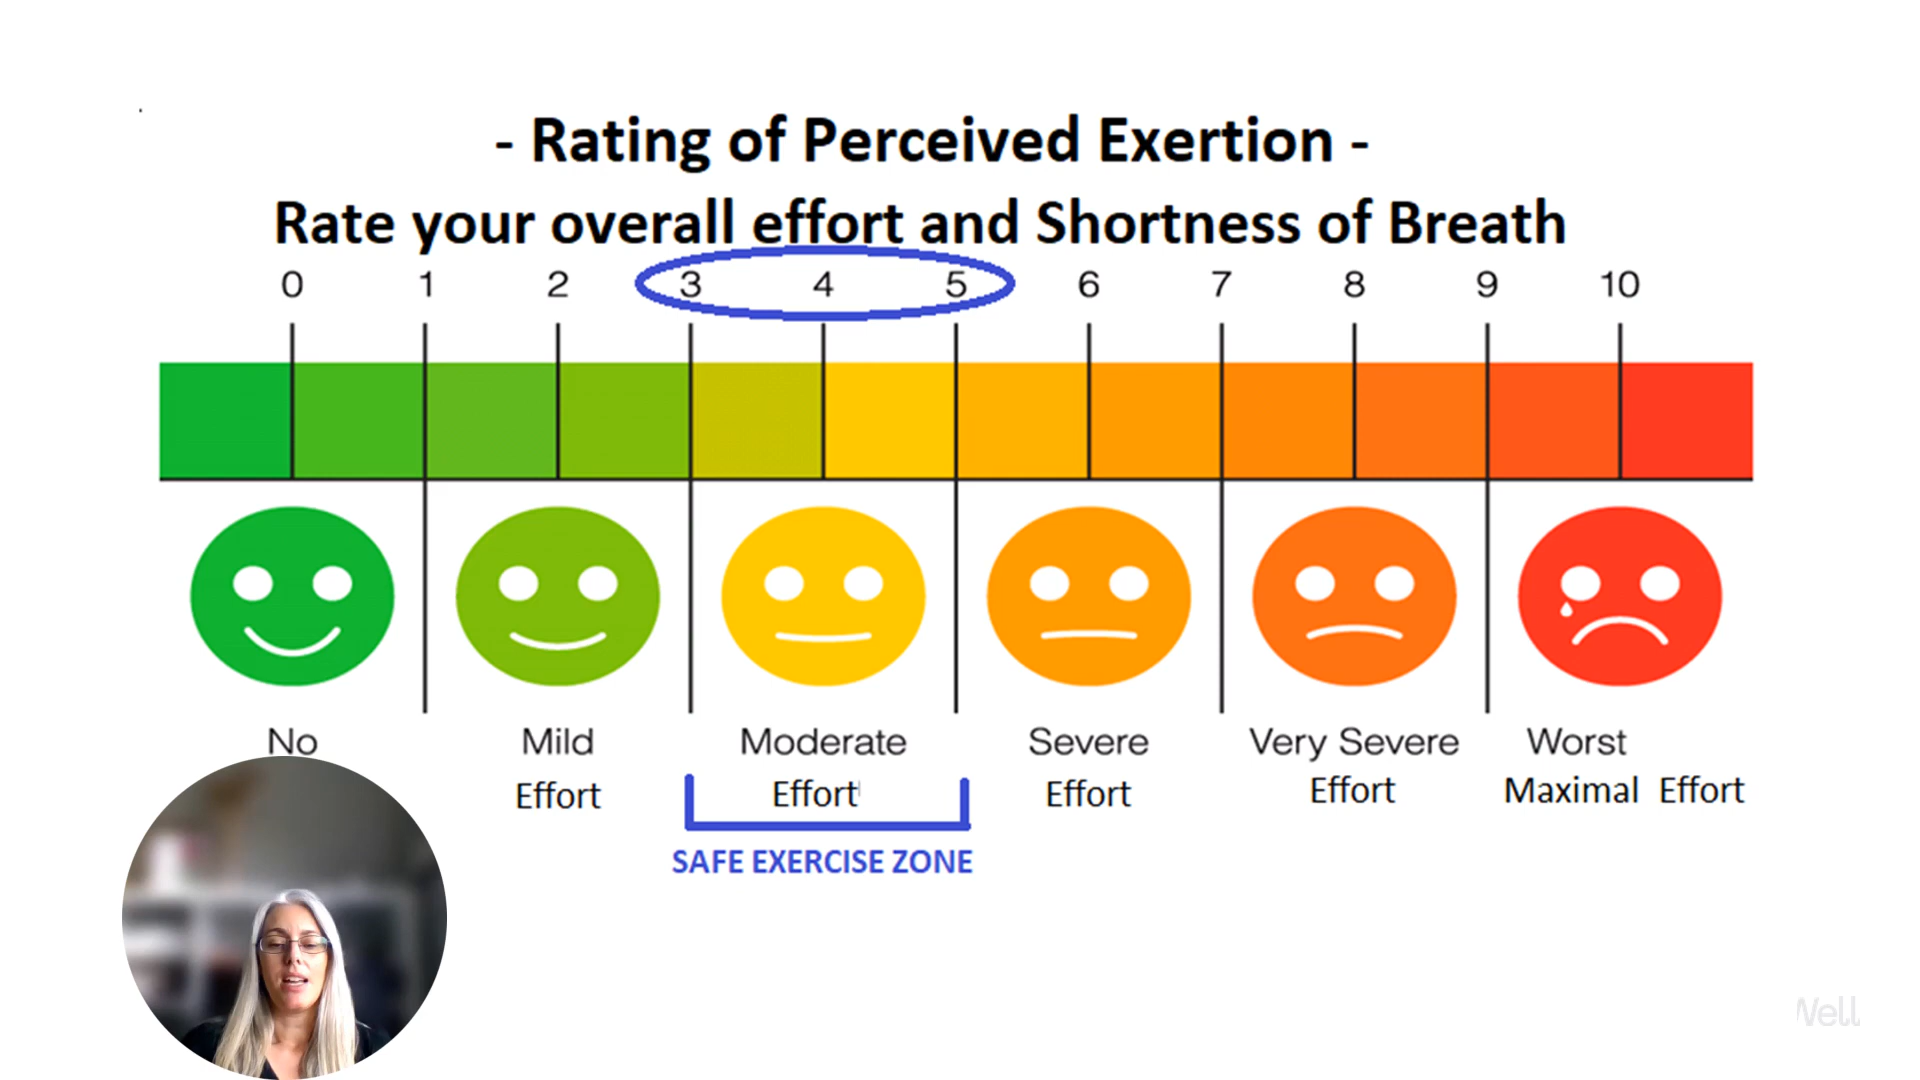 - Rating of Perceived Exertion -
Rate your overall effort and Shortness of Breath
0 1 2 3 4 5 6 7 8 9 10
No Mild Moderate Severe Very Severe Worst
Effort Effort Effort Effort Maximal Effort
SAFE EXERCISE ZONE
Well